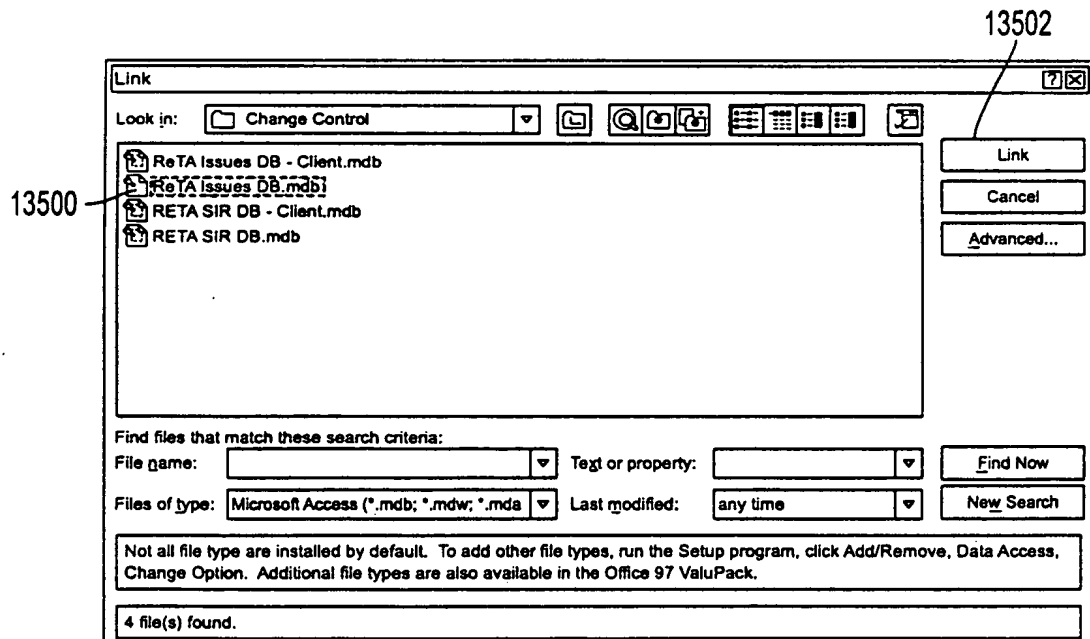 13502
Link
Look in: Change Control
ReTA Issues DB - Client.mdb
ReTA Issues DB.mdb
RETA SIR DB - Client.mdb
RETA SIR DB.mdb
13500
Link
Cancel
Advanced...
Find files that match these search criteria:
File name: Text or property: Find Now
Files of type: Microsoft Access (*.mdb; *.mdw; *.mda Last modified: any time New Search
Not all file type are installed by default. To add other file types, run the Setup program, click Add/Remove, Data Access,
Change Option. Additional file types are also available in the Office 97 ValuPack.
4 file(s) found.